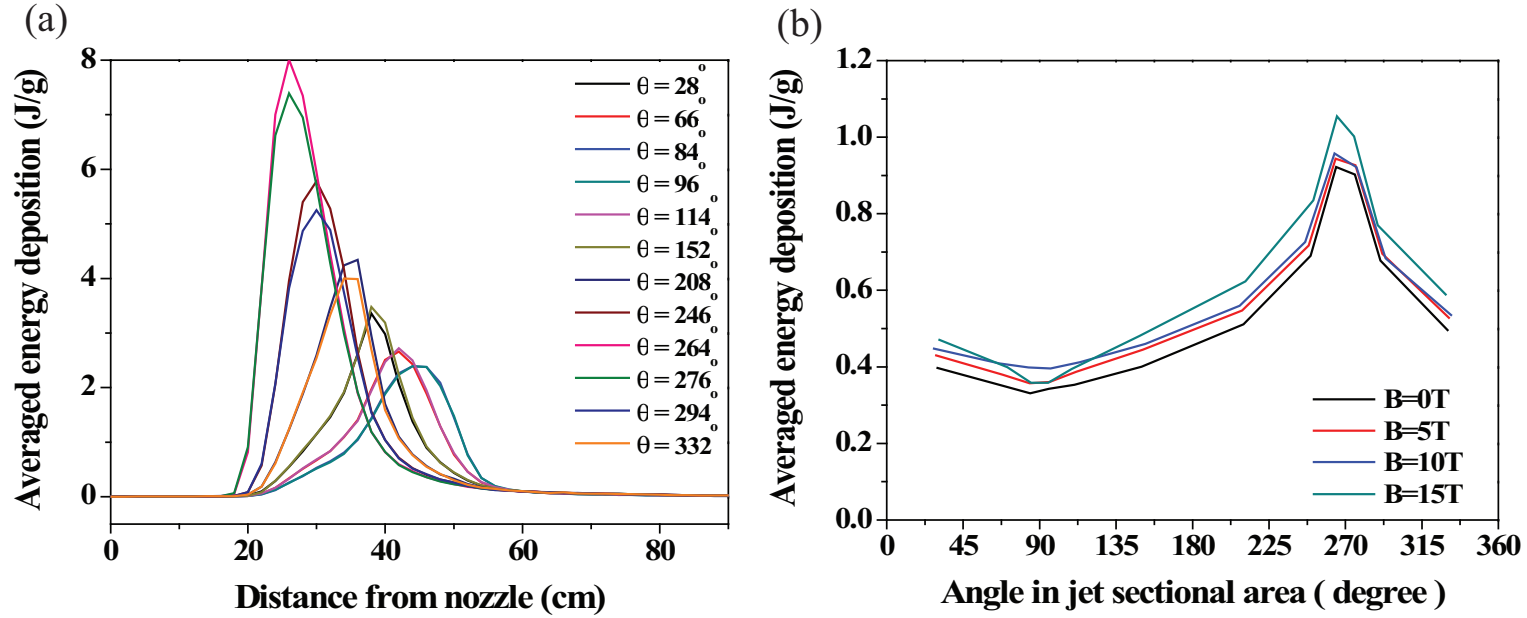 (a)
Averaged energy deposition (J/g)
8
6
4
2
0
0 20 40 60 80
Distance from nozzle (cm)
θ = 28°
θ = 66°
θ = 84°
θ = 96°
θ = 114°
θ = 152°
θ = 208°
θ = 246°
θ = 264°
θ = 276°
θ = 294°
θ = 332°
(b)
Averaged energy deposition (J/g)
1.2
1.0
0.8
0.6
0.4
0.2
0.0
0 45 90 135 180 225 270 315 360
Angle in jet sectional area ( degree )
B=0T
B=5T
B=10T
B=15T